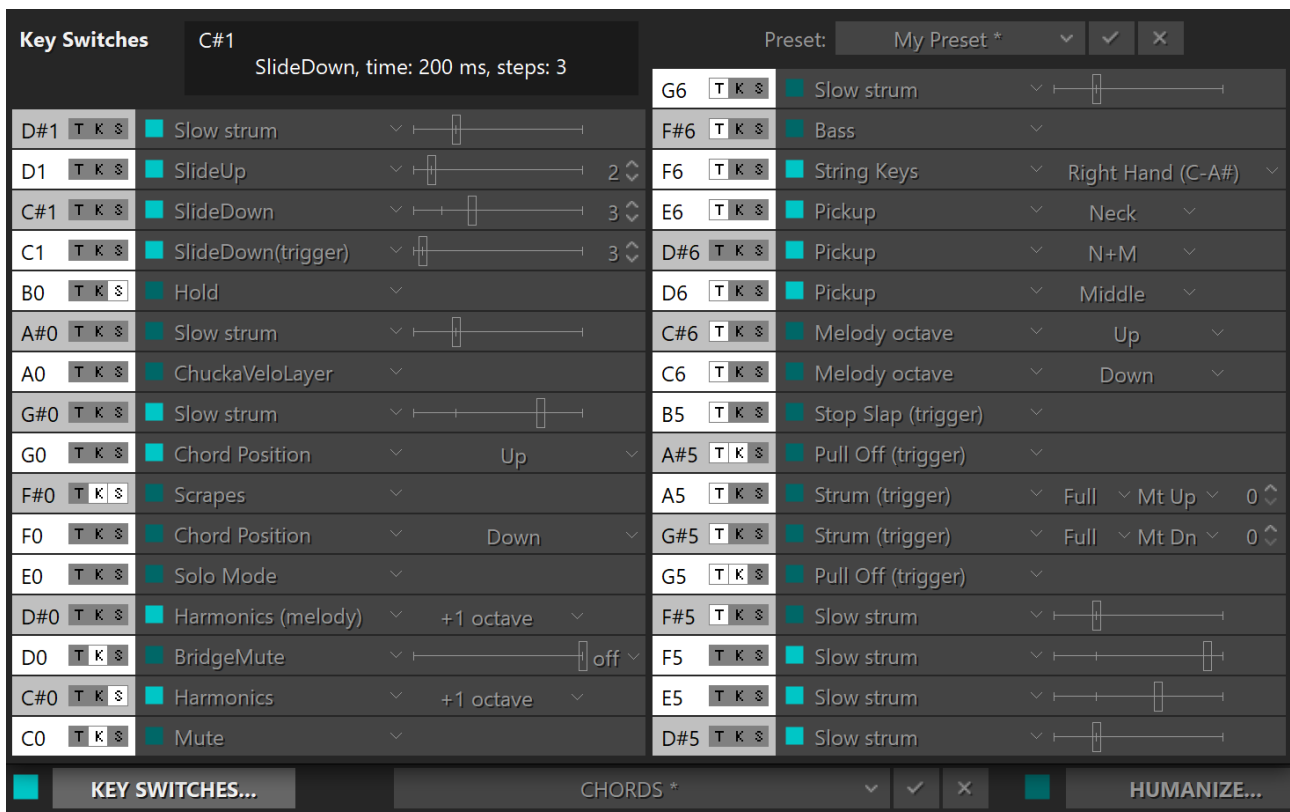 Key Switches
C#1
SlideDown, time: 200 ms, steps: 3
Preset: My Preset *
D#1 T K S Slow strum
D1 T K S SlideUp 2
C#1 T K S SlideDown 3
C1 T K S SlideDown(trigger) 3
B0 T K S Hold
A#0 T K S Slow strum
A0 T K S ChuckaVeloLayer
G#0 T K S Slow strum
G0 T K S Chord Position Up
F#0 T K S Scrapes
F0 T K S Chord Position Down
E0 T K S Solo Mode
D#0 T K S Harmonics (melody) +1 octave
D0 T K S BridgeMute off
C#0 T K S Harmonics +1 octave
C0 T K S Mute
G6 T K S Slow strum
F#6 T K S Bass
F6 T K S String Keys Right Hand (C-A#)
E6 T K S Pickup Neck
D#6 T K S Pickup N+M
D6 T K S Pickup Middle
C#6 T K S Melody octave Up
C6 T K S Melody octave Down
B5 T K S Stop Slap (trigger)
A#5 T K S Pull Off (trigger)
A5 T K S Strum (trigger) Full Mt Up 0
G#5 T K S Strum (trigger) Full Mt Dn 0
G5 T K S Pull Off (trigger)
F#5 T K S Slow strum
F5 T K S Slow strum
E5 T K S Slow strum
D#5 T K S Slow strum
KEY SWITCHES... CHORDS * HUMANIZE...